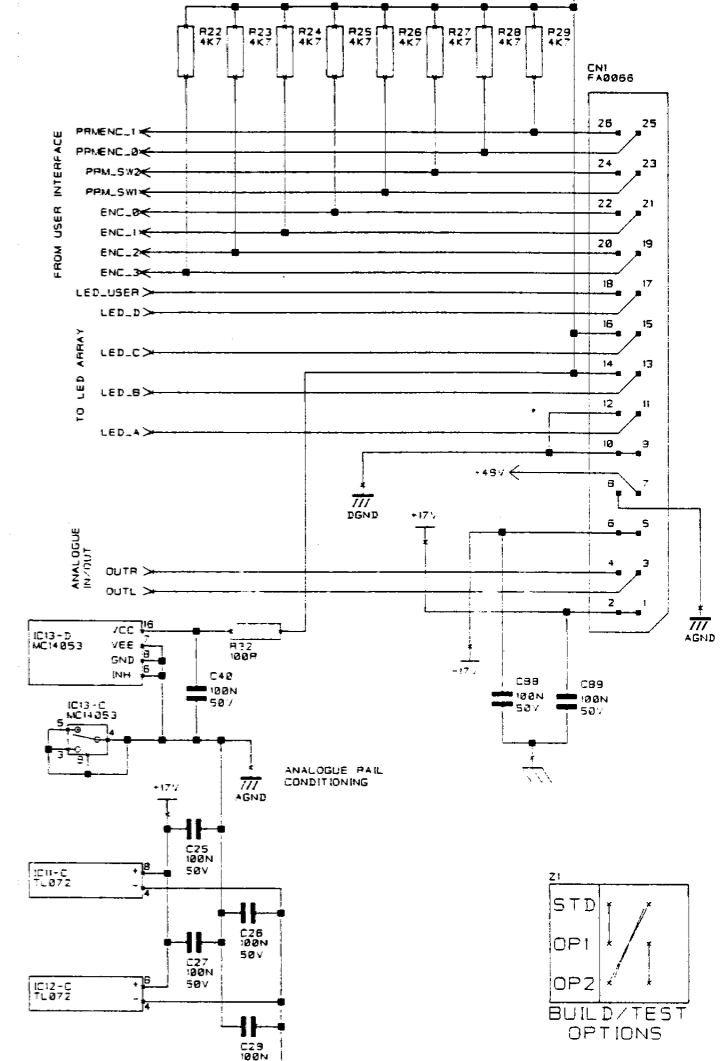 R22 R23 R24 R25 R26 R27 R28 R29
4K7 4K7 4K7 4K7 4K7 4K7 4K7 4K7
CN1
FA0066
FROM USER INTERFACE
PRMENC_1
PRMENC_0
PRM_SW2
PRM_SW1
ENC_0
ENC_1
ENC_2
ENC_3
LED_USER
LED_D
TO LED ARRAY
LED_C
LED_B
LED_A
26 25
24 23
22 21
20 19
18 17
16 15
14 13
12 11
10 9
8 7
6 5
4 3
2 1
-48V
DGND
+17V
ANALOGUE
IN/OUT
OUTR
OUTL
AGND
-17V
IC13-D
MC14053
VCC 16
VEE 7
GND 8
INH 6
R32
100R
C40
100N
50V
C88
100N
50V
C89
100N
50V
IC13-C
MC14053
5
4
3
9
AGND
ANALOGUE RAIL
CONDITIONING
+17V
C25
100N
50V
IC11-C
TL072
+ 8
- 4
C26
100N
50V
C27
100N
50V
IC12-C
TL072
+ 8
- 4
C29
100N
Z1
STD
OP1
OP2
BUILD/TEST
OPTIONS